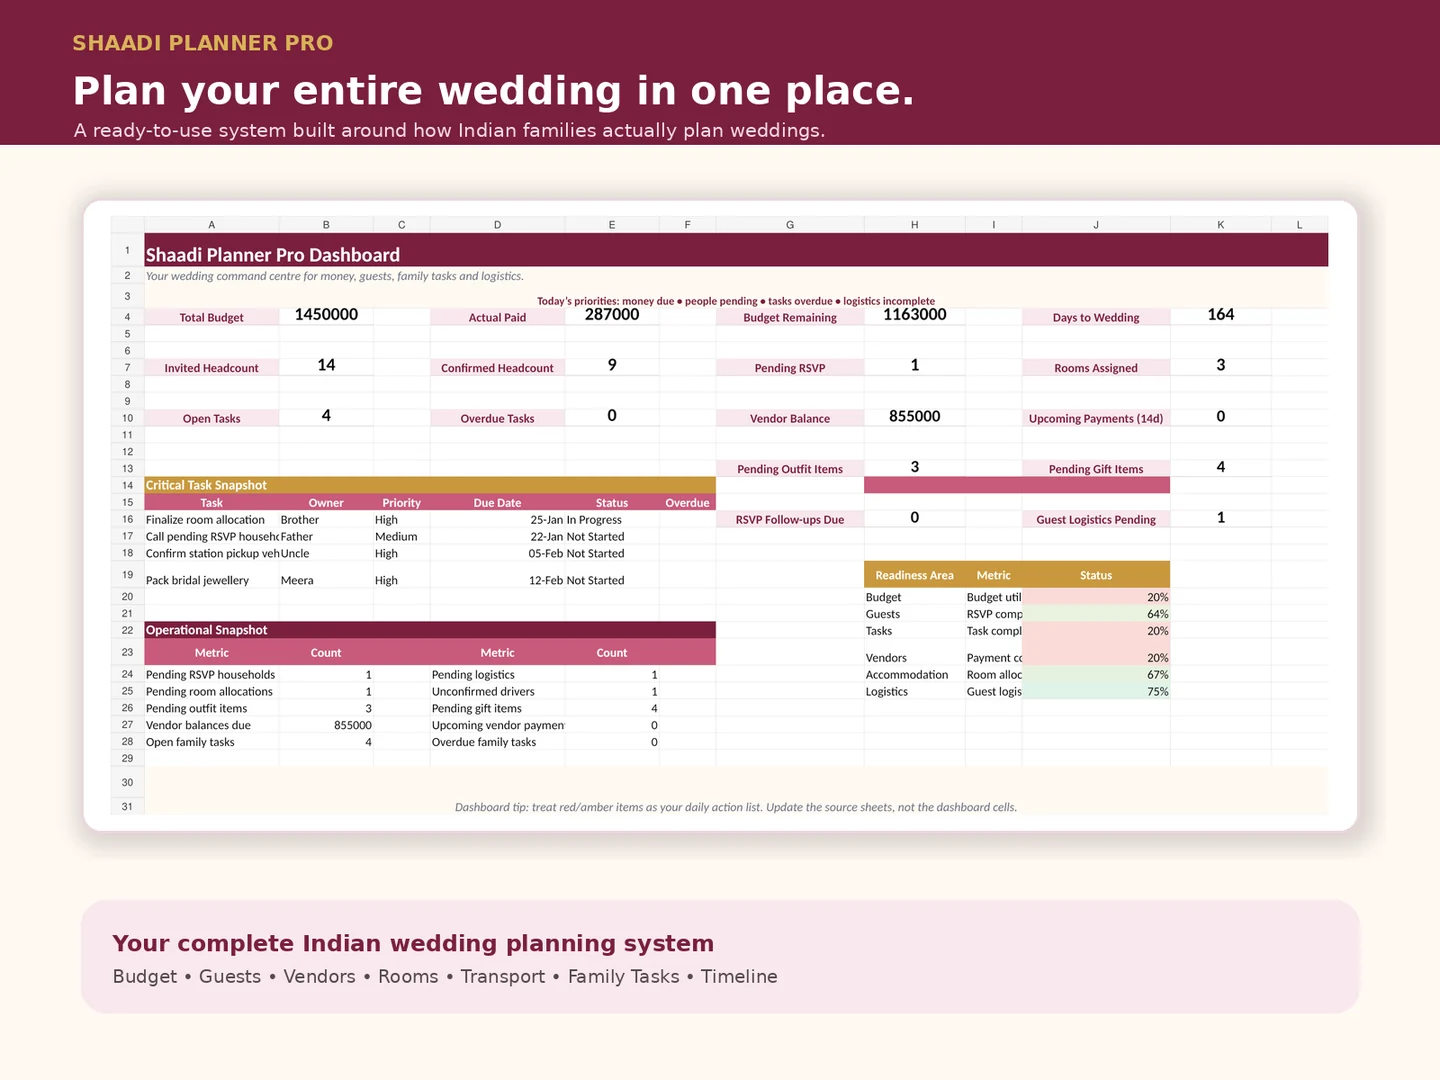 SHAADI PLANNER PRO
Plan your entire wedding in one place.
A ready-to-use system built around how Indian families actually plan weddings.
A B C D E F G H I J K L
1 Shaadi Planner Pro Dashboard
2 Your wedding command centre for money, guests, family tasks and logistics.
3 Today's priorities: money due • people pending • tasks overdue • logistics incomplete
4 Total Budget 1450000 Actual Paid 287000 Budget Remaining 1163000 Days to Wedding 164
5
6
7 Invited Headcount 14 Confirmed Headcount 9 Pending RSVP 1 Rooms Assigned 3
8
9
10 Open Tasks 4 Overdue Tasks 0 Vendor Balance 855000 Upcoming Payments (14d) 0
11
12
13 Pending Outfit Items 3 Pending Gift Items 4
14 Critical Task Snapshot
15 Task Owner Priority Due Date Status Overdue
16 Finalize room allocation Brother High 25-Jan In Progress RSVP Follow-ups Due 0 Guest Logistics Pending 1
17 Call pending RSVP househ Father Medium 22-Jan Not Started
18 Confirm station pickup veh Uncle High 05-Feb Not Started
19 Pack bridal jewellery Meera High 12-Feb Not Started Readiness Area Metric Status
20 Budget Budget util 20%
21 Guests RSVP comp 64%
22 Operational Snapshot Tasks Task compl 20%
23 Metric Count Metric Count Vendors Payment co 20%
24 Pending RSVP households 1 Pending logistics 1 Accommodation Room alloc 67%
25 Pending room allocations 1 Unconfirmed drivers 1 Logistics Guest logis 75%
26 Pending outfit items 3 Pending gift items 4
27 Vendor balances due 855000 Upcoming vendor paymen 0
28 Open family tasks 4 Overdue family tasks 0
29
30
31 Dashboard tip: treat red/amber items as your daily action list. Update the source sheets, not the dashboard cells.
Your complete Indian wedding planning system
Budget • Guests • Vendors • Rooms • Transport • Family Tasks • Timeline